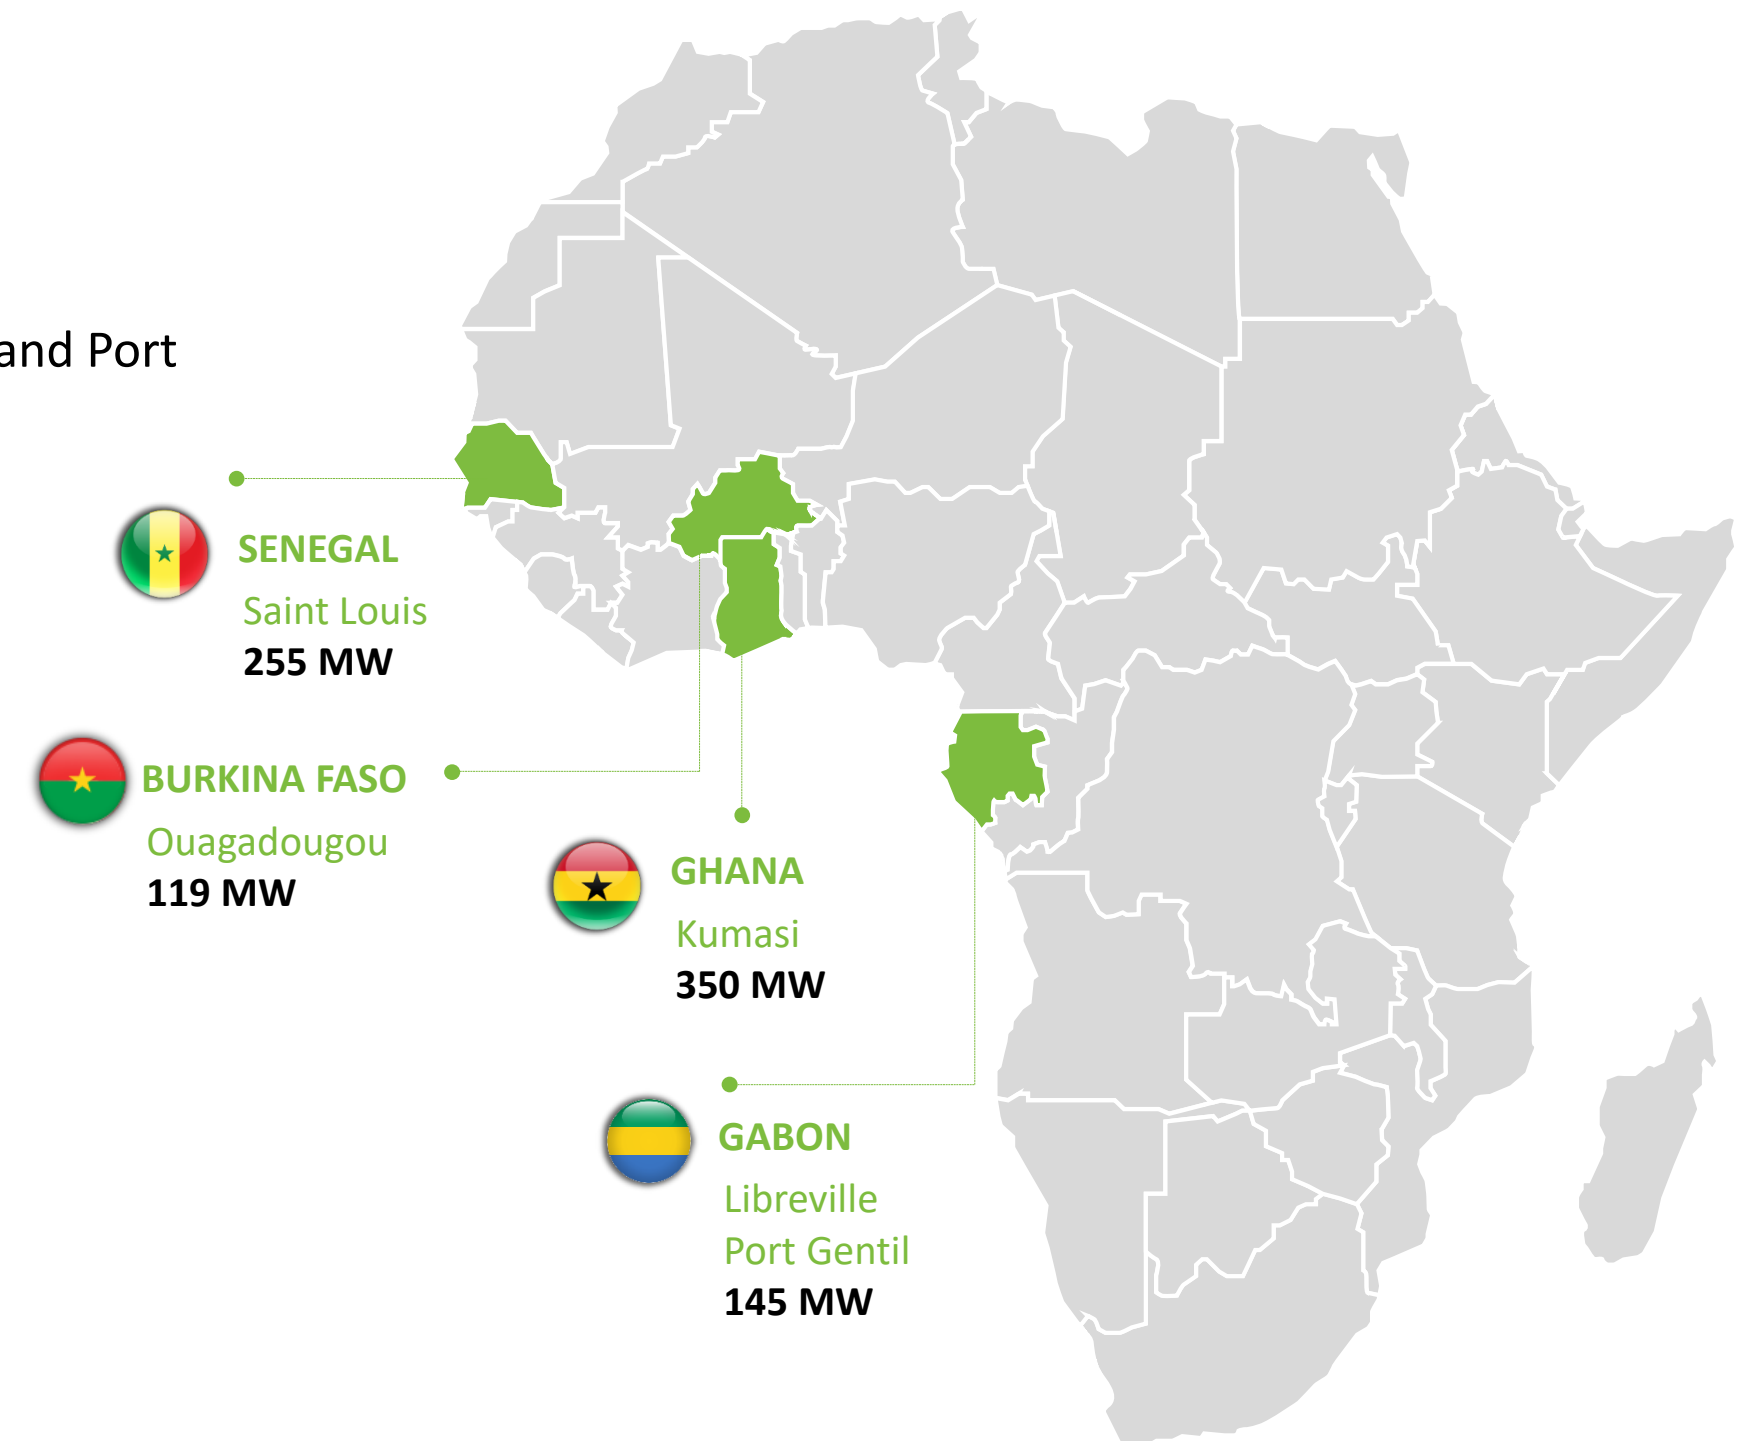 and Port
SENEGAL
Saint Louis
255 MW
BURKINA FASO
Ouagadougou
119 MW
GHANA
Kumasi
350 MW
GABON
Libreville
Port Gentil
145 MW